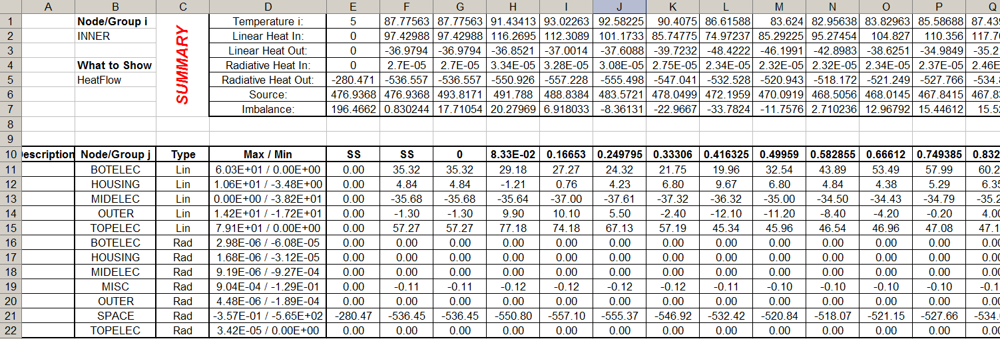 A B C D E F G H I J K L M N O P Q
1 Node/Group i SUMMARY Temperature i: 5 87.77563 87.77563 91.43413 93.02263 92.58225 90.4075 86.61588 83.624 82.95638 83.82963 85.58688 87.43
2 INNER Linear Heat In: 0 97.42988 97.42988 116.2695 112.3089 101.1733 85.74775 74.97237 85.29225 95.27454 104.827 110.356 117.7
3 Linear Heat Out: 0 -36.9794 -36.9794 -36.8521 -37.0014 -37.6088 -39.7232 -48.4222 -46.1991 -42.8983 -38.6251 -34.9849 -35.2
4 What to Show Radiative Heat In: 0 2.7E-05 2.7E-05 3.34E-05 3.28E-05 3.08E-05 2.75E-05 2.34E-05 2.32E-05 2.32E-05 2.34E-05 2.37E-05 2.46E
5 HeatFlow Radiative Heat Out: -280.471 -536.557 -536.557 -550.926 -557.228 -555.498 -547.041 -532.528 -520.943 -518.172 -521.249 -527.766 -534.
6 Source: 476.9368 476.9368 493.8171 491.788 488.8384 483.5721 478.0499 472.1959 470.0919 468.5056 468.0145 467.8415 467.8
7 Imbalance: 196.4662 0.830244 17.71054 20.27969 6.918033 -8.36131 -22.9667 -33.7824 -11.7576 2.710236 12.96792 15.44612 15.5
8
9
10 escription Node/Group j Type Max / Min SS SS 0 8.33E-02 0.16653 0.249795 0.33306 0.416325 0.49959 0.582855 0.66612 0.749385 0.832
11 BOTELEC Lin 6.03E+01 / 0.00E+00 0.00 35.32 35.32 29.18 27.27 24.32 21.75 19.96 32.54 43.89 53.49 57.99 60.2
12 HOUSING Lin 1.06E+01 / -3.48E+00 0.00 4.84 4.84 -1.21 0.76 4.23 6.80 9.67 6.80 4.84 4.38 5.29 6.35
13 MIDELEC Lin 0.00E+00 / -3.82E+01 0.00 -35.68 -35.68 -35.64 -37.00 -37.61 -37.32 -36.32 -35.00 -34.50 -34.43 -34.79 -35.2
14 OUTER Lin 1.42E+01 / -1.72E+01 0.00 -1.30 -1.30 9.90 10.10 5.50 -2.40 -12.10 -11.20 -8.40 -4.20 -0.20 4.00
15 TOPELEC Lin 7.91E+01 / 0.00E+00 0.00 57.27 57.27 77.18 74.18 67.13 57.19 45.34 45.96 46.54 46.96 47.08 47.1
16 BOTELEC Rad 2.98E-06 / -6.08E-05 0.00 0.00 0.00 0.00 0.00 0.00 0.00 0.00 0.00 0.00 0.00 0.00 0.00
17 HOUSING Rad 1.68E-06 / -3.12E-05 0.00 0.00 0.00 0.00 0.00 0.00 0.00 0.00 0.00 0.00 0.00 0.00 0.00
18 MIDELEC Rad 9.19E-06 / -9.27E-04 0.00 0.00 0.00 0.00 0.00 0.00 0.00 0.00 0.00 0.00 0.00 0.00 0.00
19 MISC Rad 9.04E-04 / -1.29E-01 0.00 -0.11 -0.11 -0.12 -0.12 -0.12 -0.12 -0.11 -0.10 -0.10 -0.10 -0.10 -0.1
20 OUTER Rad 4.48E-06 / -1.89E-04 0.00 0.00 0.00 0.00 0.00 0.00 0.00 0.00 0.00 0.00 0.00 0.00 0.00
21 SPACE Rad -3.57E-01 / -5.65E+02 -280.47 -536.45 -536.45 -550.80 -557.10 -555.37 -546.92 -532.42 -520.84 -518.07 -521.15 -527.66 -534.
22 TOPELEC Rad 3.42E-05 / 0.00E+00 0.00 0.00 0.00 0.00 0.00 0.00 0.00 0.00 0.00 0.00 0.00 0.00 0.00